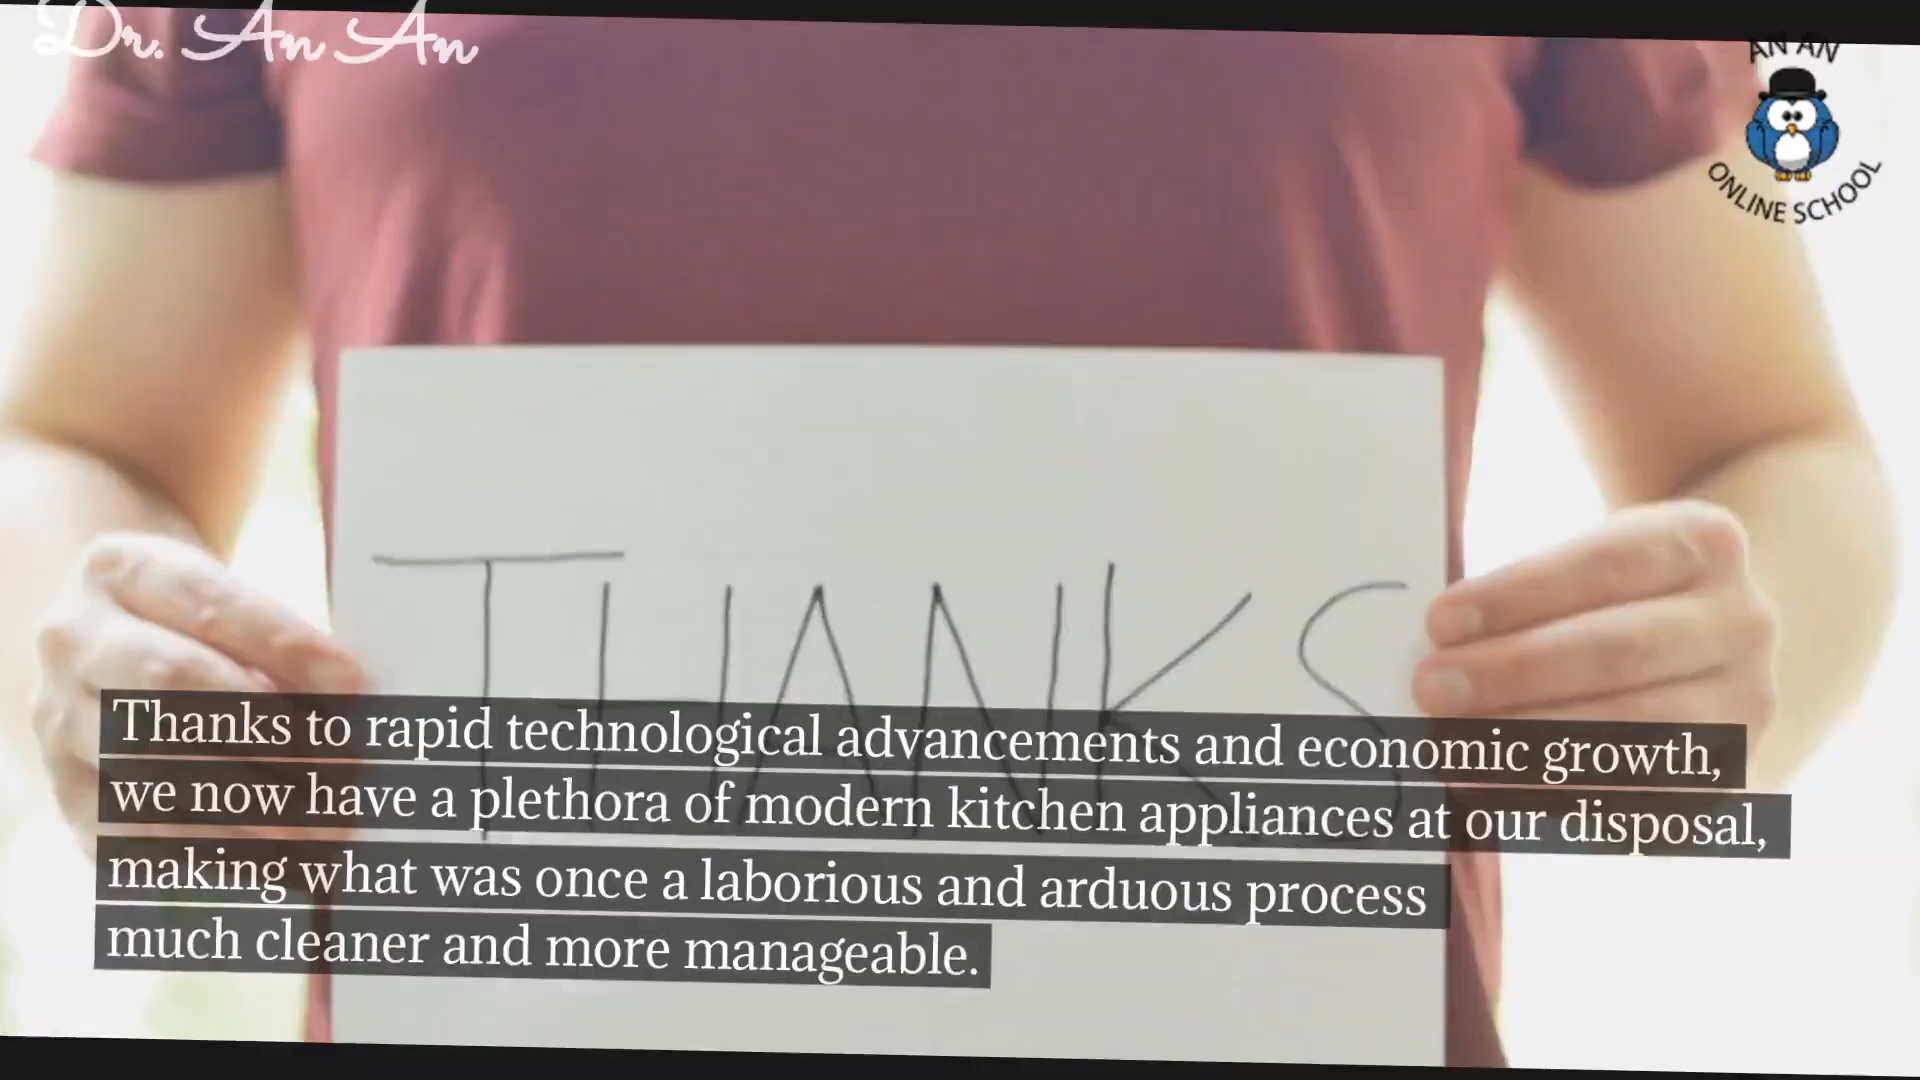 Dr. An An
AN AN
ONLINE SCHOOL
THANKS
Thanks to rapid technological advancements and economic growth,
we now have a plethora of modern kitchen appliances at our disposal,
making what was once a laborious and arduous process
much cleaner and more manageable.